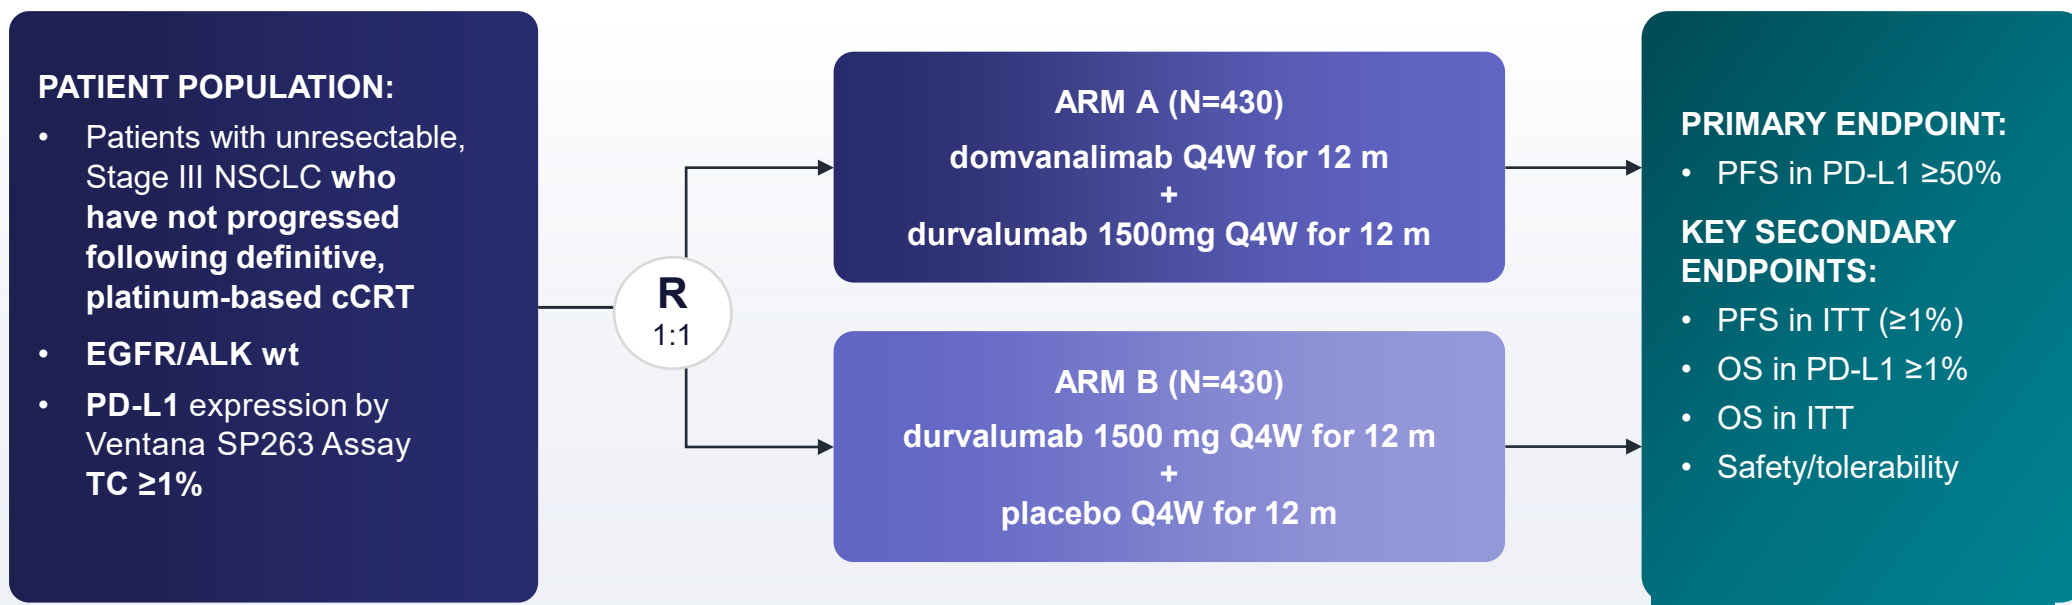 PATIENT POPULATION:
• Patients with unresectable,
Stage III NSCLC who
have not progressed
following definitive,
platinum-based cCRT
• EGFR/ALK wt
• PD-L1 expression by
Ventana SP263 Assay
TC ≥1%
R
1:1
ARM A (N=430)
domvanalimab Q4W for 12 m
+
durvalumab 1500mg Q4W for 12 m
ARM B (N=430)
durvalumab 1500 mg Q4W for 12 m
+
placebo Q4W for 12 m
PRIMARY ENDPOINT:
• PFS in PD-L1 ≥50%
KEY SECONDARY
ENDPOINTS:
• PFS in ITT (≥1%)
• OS in PD-L1 ≥1%
• OS in ITT
• Safety/tolerability